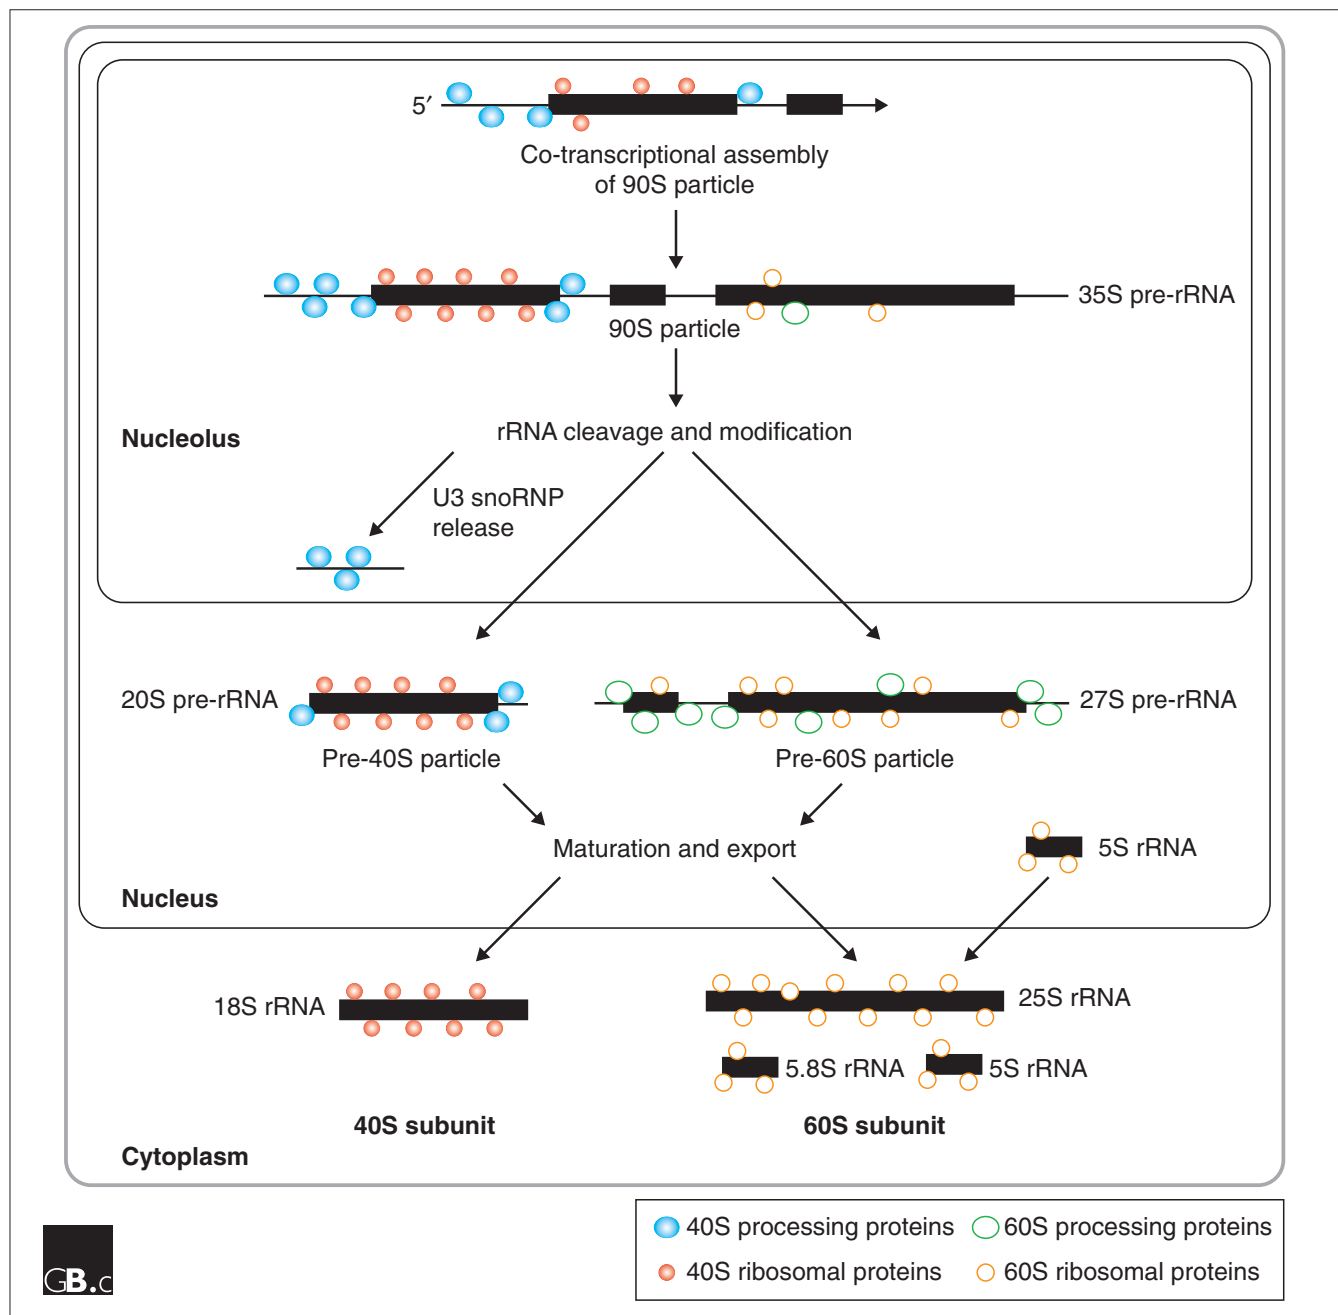 5′
Co-transcriptional assembly
of 90S particle
35S pre-rRNA
90S particle
rRNA cleavage and modification
Nucleolus
U3 snoRNP
release
20S pre-rRNA
27S pre-rRNA
Pre-40S particle
Pre-60S particle
Maturation and export
5S rRNA
Nucleus
18S rRNA
25S rRNA
5.8S rRNA
5S rRNA
40S subunit
60S subunit
Cytoplasm
40S processing proteins
60S processing proteins
40S ribosomal proteins
60S ribosomal proteins
GB.c